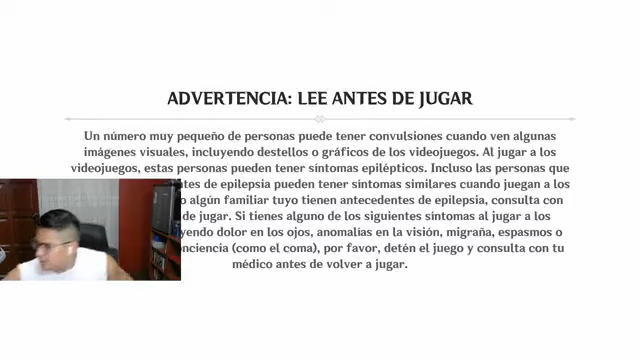 ADVERTENCIA: LEE ANTES DE JUGAR
Un número muy pequeño de personas puede tener convulsiones cuando ven algunas
imágenes visuales, incluyendo destellos o gráficos de los videojuegos. Al jugar a los
videojuegos, estas personas pueden tener síntomas epilépticos. Incluso las personas que
de epilepsia pueden tener síntomas similares cuando juegan a los
o algún familiar tuyo tienen antecedentes de epilepsia, consulta con
de jugar. Si tienes alguno de los siguientes síntomas al jugar a los
dolor en los ojos, anomalías en la visión, migraña, espasmos o
(como el coma), por favor, detén el juego y consulta con tu
médico antes de volver a jugar.